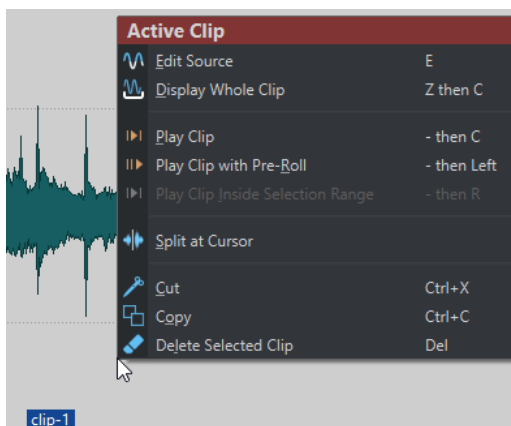 Active Clip
Edit Source E
Display Whole Clip Z then C
Play Clip - then C
Play Clip with Pre-Roll - then Left
Play Clip Inside Selection Range - then R
Split at Cursor
Cut Ctrl+X
Copy Ctrl+C
Delete Selected Clip Del
clip-1